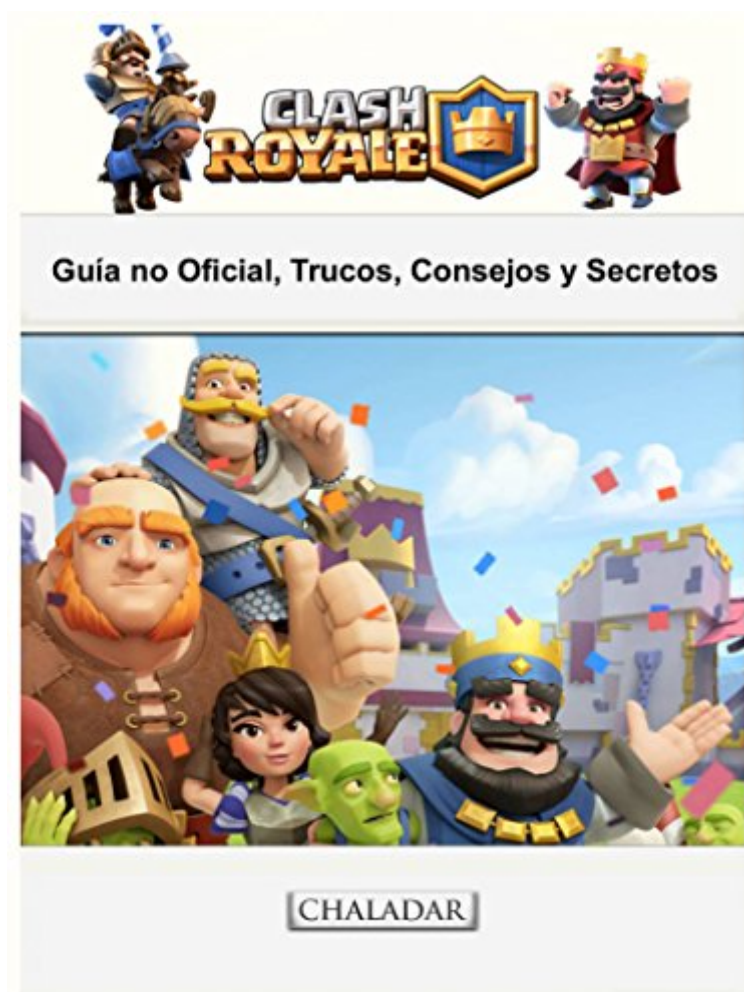 CLASH
ROYALE
Guía no Oficial, Trucos, Consejos y Secretos
CHALADAR